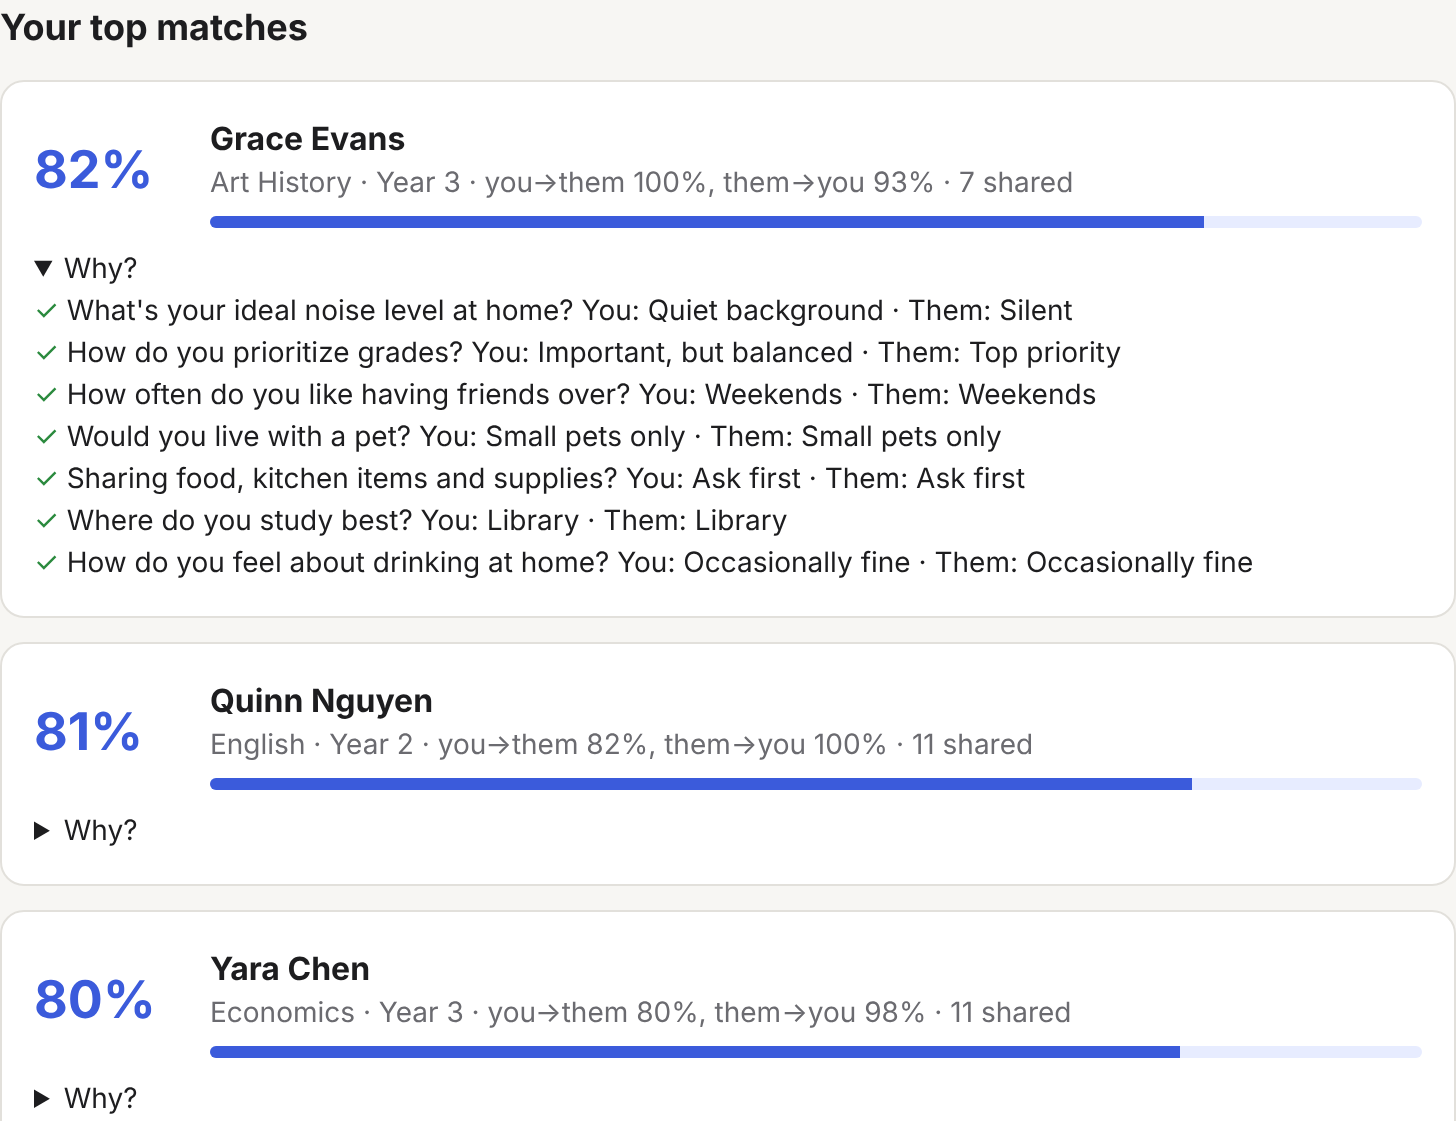 Your top matches
82%
Grace Evans
Art History · Year 3 · you→them 100%, them→you 93% · 7 shared
▼ Why?
✓ What's your ideal noise level at home? You: Quiet background · Them: Silent
✓ How do you prioritize grades? You: Important, but balanced · Them: Top priority
✓ How often do you like having friends over? You: Weekends · Them: Weekends
✓ Would you live with a pet? You: Small pets only · Them: Small pets only
✓ Sharing food, kitchen items and supplies? You: Ask first · Them: Ask first
✓ Where do you study best? You: Library · Them: Library
✓ How do you feel about drinking at home? You: Occasionally fine · Them: Occasionally fine
81%
Quinn Nguyen
English · Year 2 · you→them 82%, them→you 100% · 11 shared
▶ Why?
80%
Yara Chen
Economics · Year 3 · you→them 80%, them→you 98% · 11 shared
▶ Why?